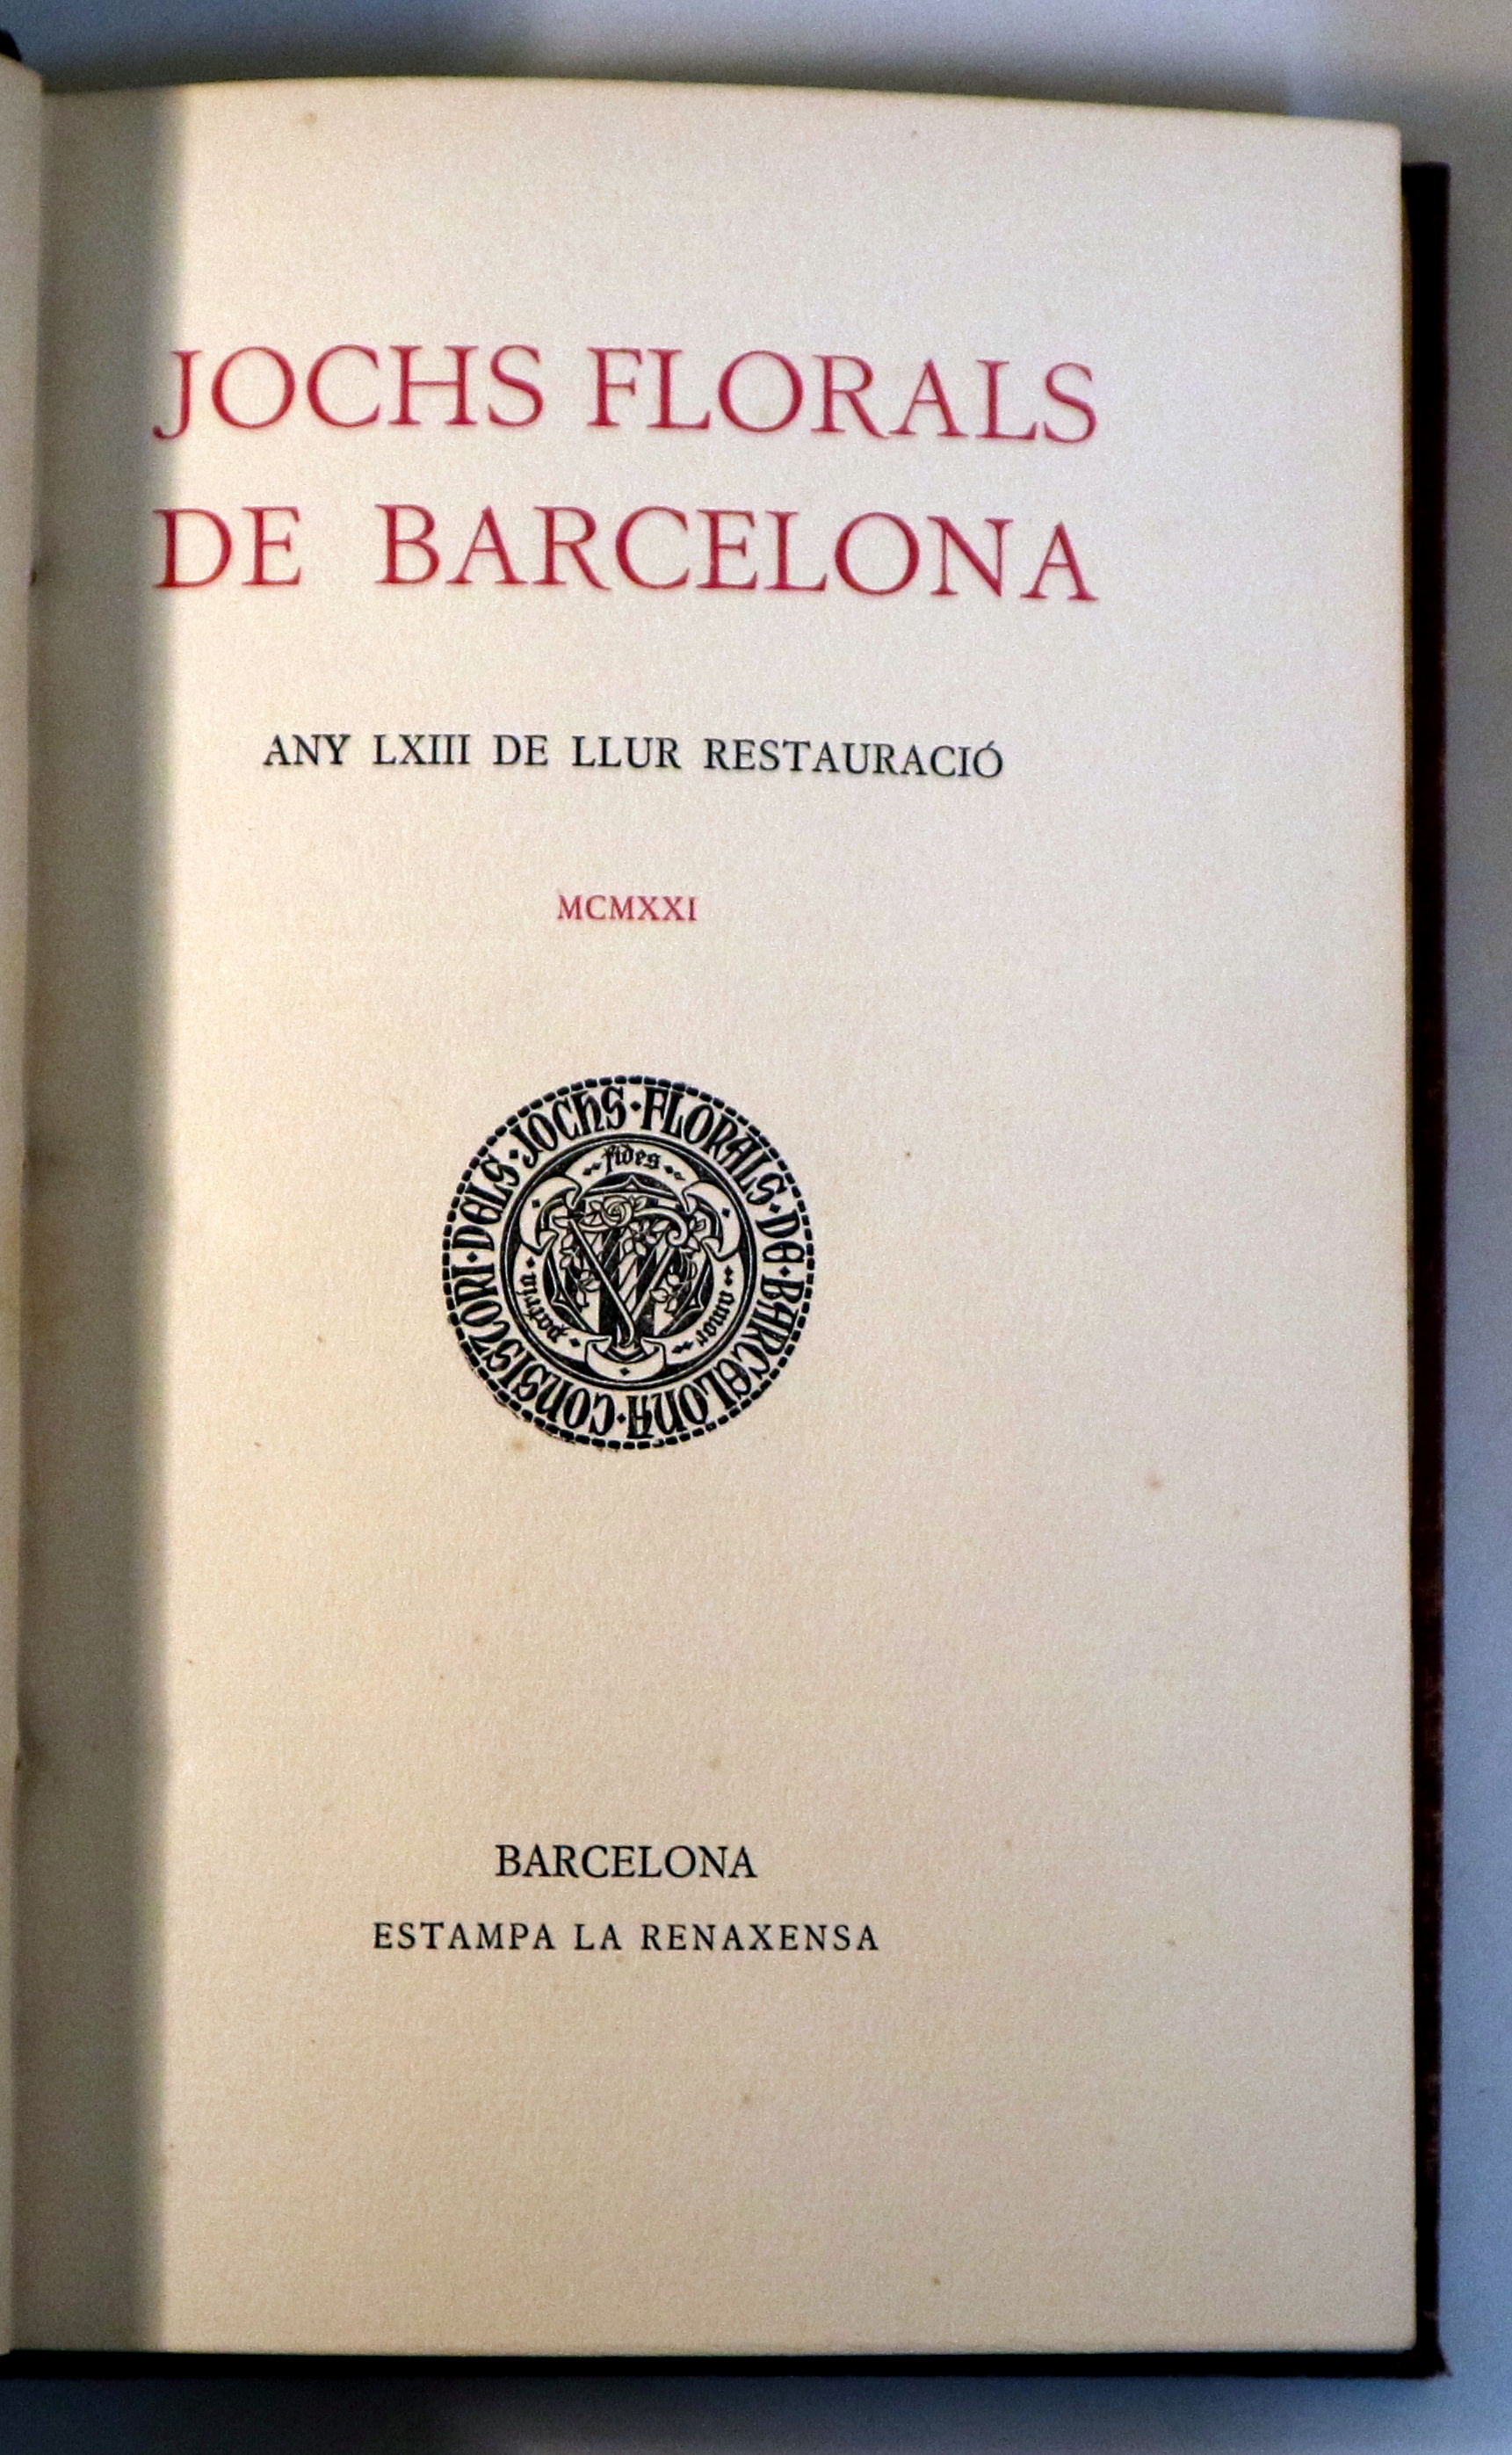 JOCHS FLORALS
DE BARCELONA
ANY LXIII DE LLUR RESTAURACIÓ
MCMXXI
CONSISTORI · DELS · JOCHS · FLORALS · DE · BARCELONA ·
fides
amor
patria
BARCELONA
ESTAMPA LA RENAXENSA